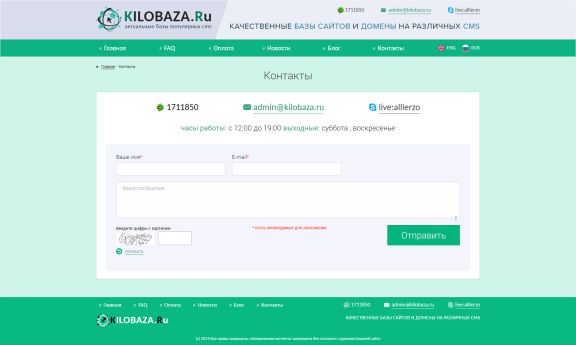 KILOBAZA.Ru
актуальные базы популярных cms
1711850 admin@kilobaza.ru live:alllerzo
КАЧЕСТВЕННЫЕ БАЗЫ САЙТОВ И ДОМЕНЫ НА РАЗЛИЧНЫХ CMS
Главная FAQ Оплата Новости Блог Контакты ENG RUS
Главная Контакты
Контакты
1711850 admin@kilobaza.ru live:alllerzo
часы работы: с 12:00 до 19:00 выходные: суббота , воскресенье
Ваше имя* E-mail*
Ваше сообщение
введите цифры с картинки
* поля необходимые для заполнения
Отправить
обновить
Главная FAQ Оплата Новости Блог Контакты 1711850 admin@kilobaza.ru live:alllerzo
KILOBAZA.Ru
КАЧЕСТВЕННЫЕ БАЗЫ САЙТОВ И ДОМЕНЫ НА РАЗЛИЧНЫХ CMS
(c) 2019 Все права защищены. Копирование контента запрещено без согласия с администрацией сайта